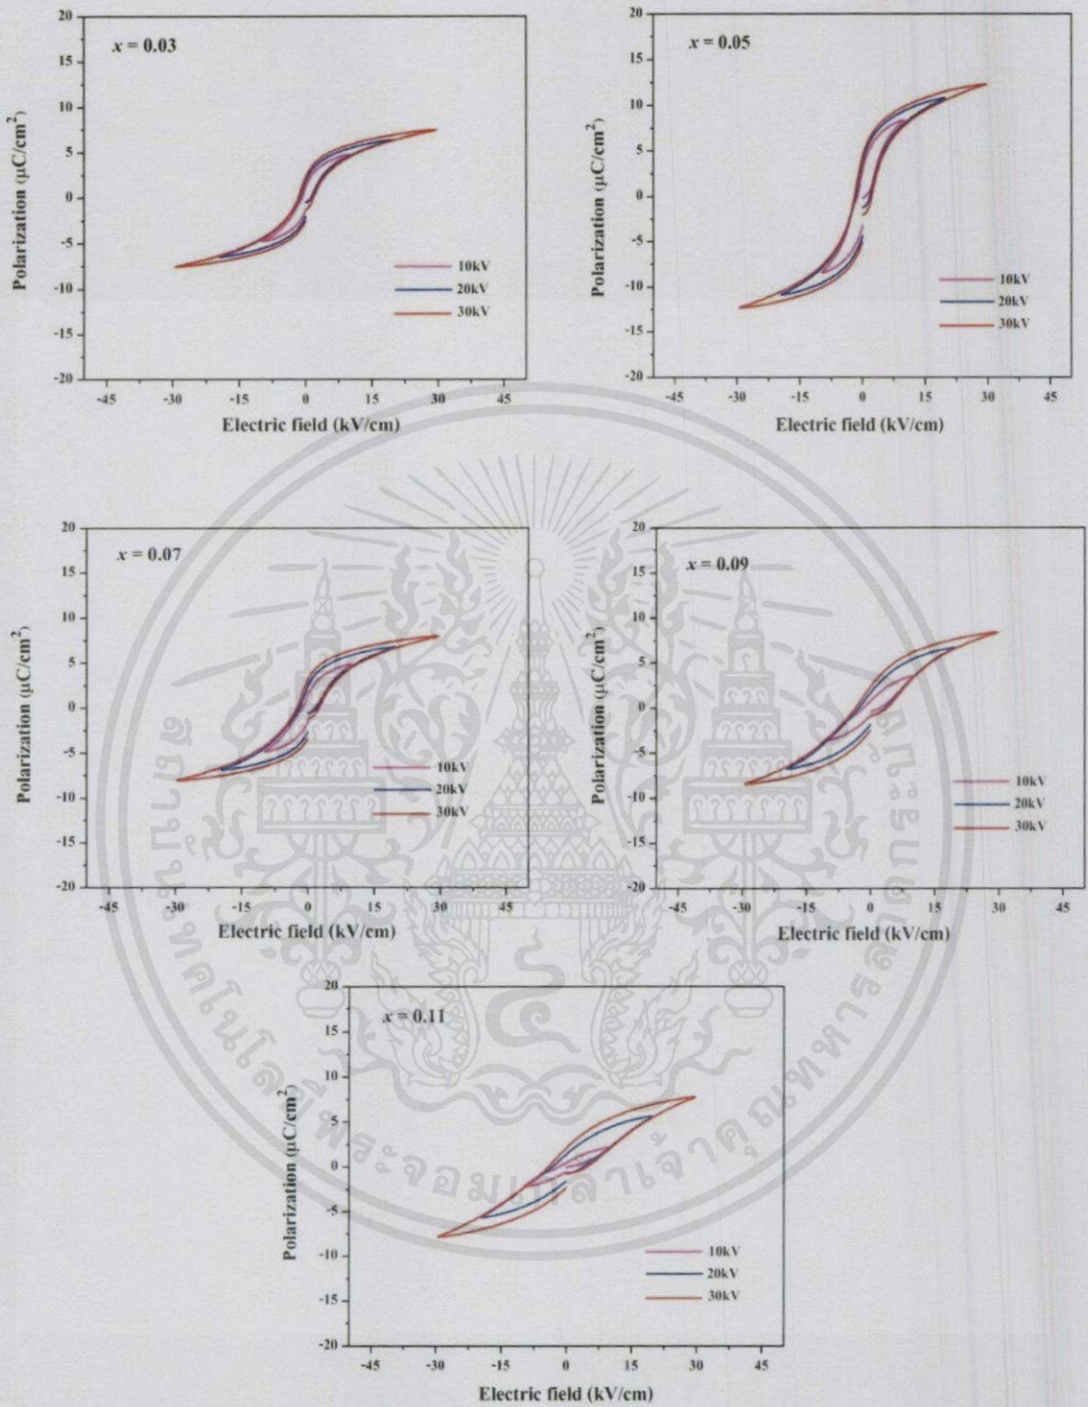 x = 0.03
20
15
10
5
0
-5
-10
-15
-20
Polarization (µC/cm²)
10kV
20kV
30kV
-45 -30 -15 0 15 30 45
Electric field (kV/cm)
x = 0.05
20
15
10
5
0
-5
-10
-15
-20
Polarization (µC/cm²)
10kV
20kV
30kV
-45 -30 -15 0 15 30 45
Electric field (kV/cm)
x = 0.07
20
15
10
5
0
-5
-10
-15
-20
Polarization (µC/cm²)
10kV
20kV
30kV
-45 -30 -15 0 15 30 45
Electric field (kV/cm)
x = 0.09
20
15
10
5
0
-5
-10
-15
-20
Polarization (µC/cm²)
10kV
20kV
30kV
-45 -30 -15 0 15 30 45
Electric field (kV/cm)
x = 0.11
20
15
10
5
0
-5
-10
-15
-20
Polarization (µC/cm²)
10kV
20kV
30kV
-45 -30 -15 0 15 30 45
Electric field (kV/cm)